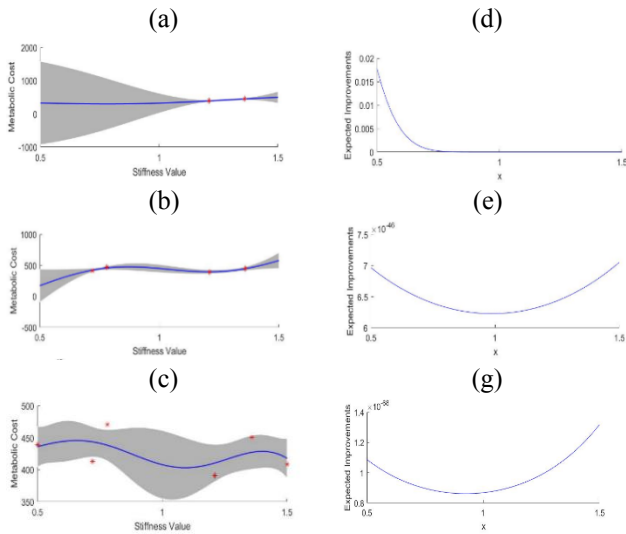 (a)
2000
1000
0
-1000
Metabolic Cost
0.5
1
1.5
Stiffness Value
(d)
0.02
0.015
0.01
0.005
0
Expected Improvements
0.5
1
1.5
x
(b)
1000
500
0
-500
Metabolic Cost
0.5
1
1.5
Stiffness Value
(e)
×10
7.5
7
6.5
6
Expected Improvements
0.5
1
1.5
x
(c)
500
450
400
350
Metabolic Cost
0.5
1
1.5
Stiffness Value
(g)
×10
1.4
1.2
1
0.8
Expected Improvements
0.5
1
1.5
x